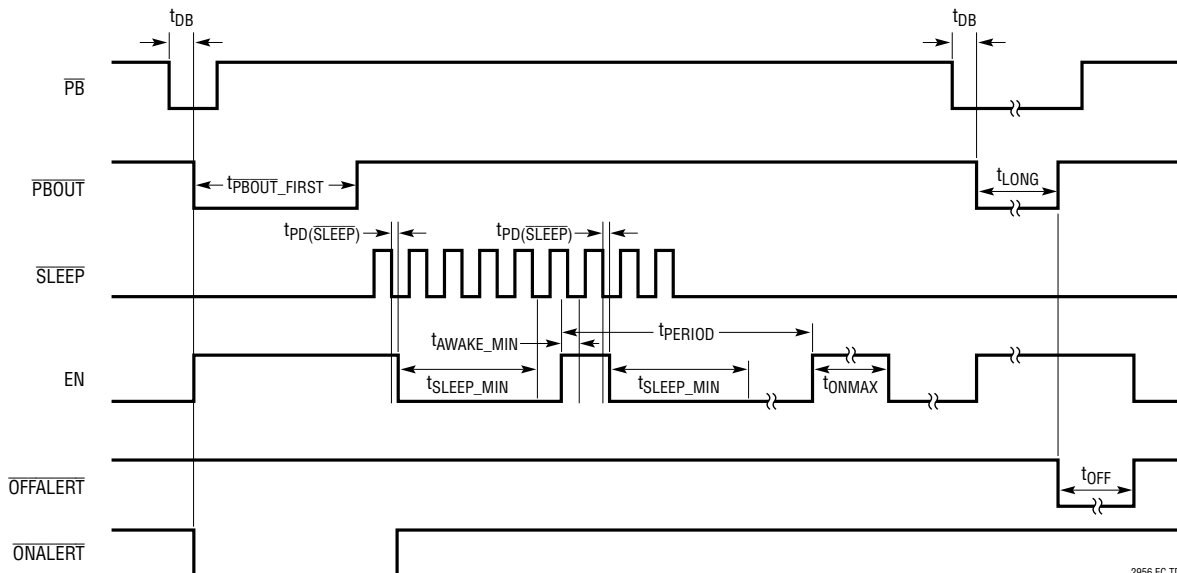 tDB
tDB
PB
PBOUT
tPBOUT_FIRST
tLONG
tPD(SLEEP)
tPD(SLEEP)
SLEEP
tAWAKE_MIN
tPERIOD
EN
tSLEEP_MIN
tSLEEP_MIN
tONMAX
OFFALERT
tOFF
ONALERT